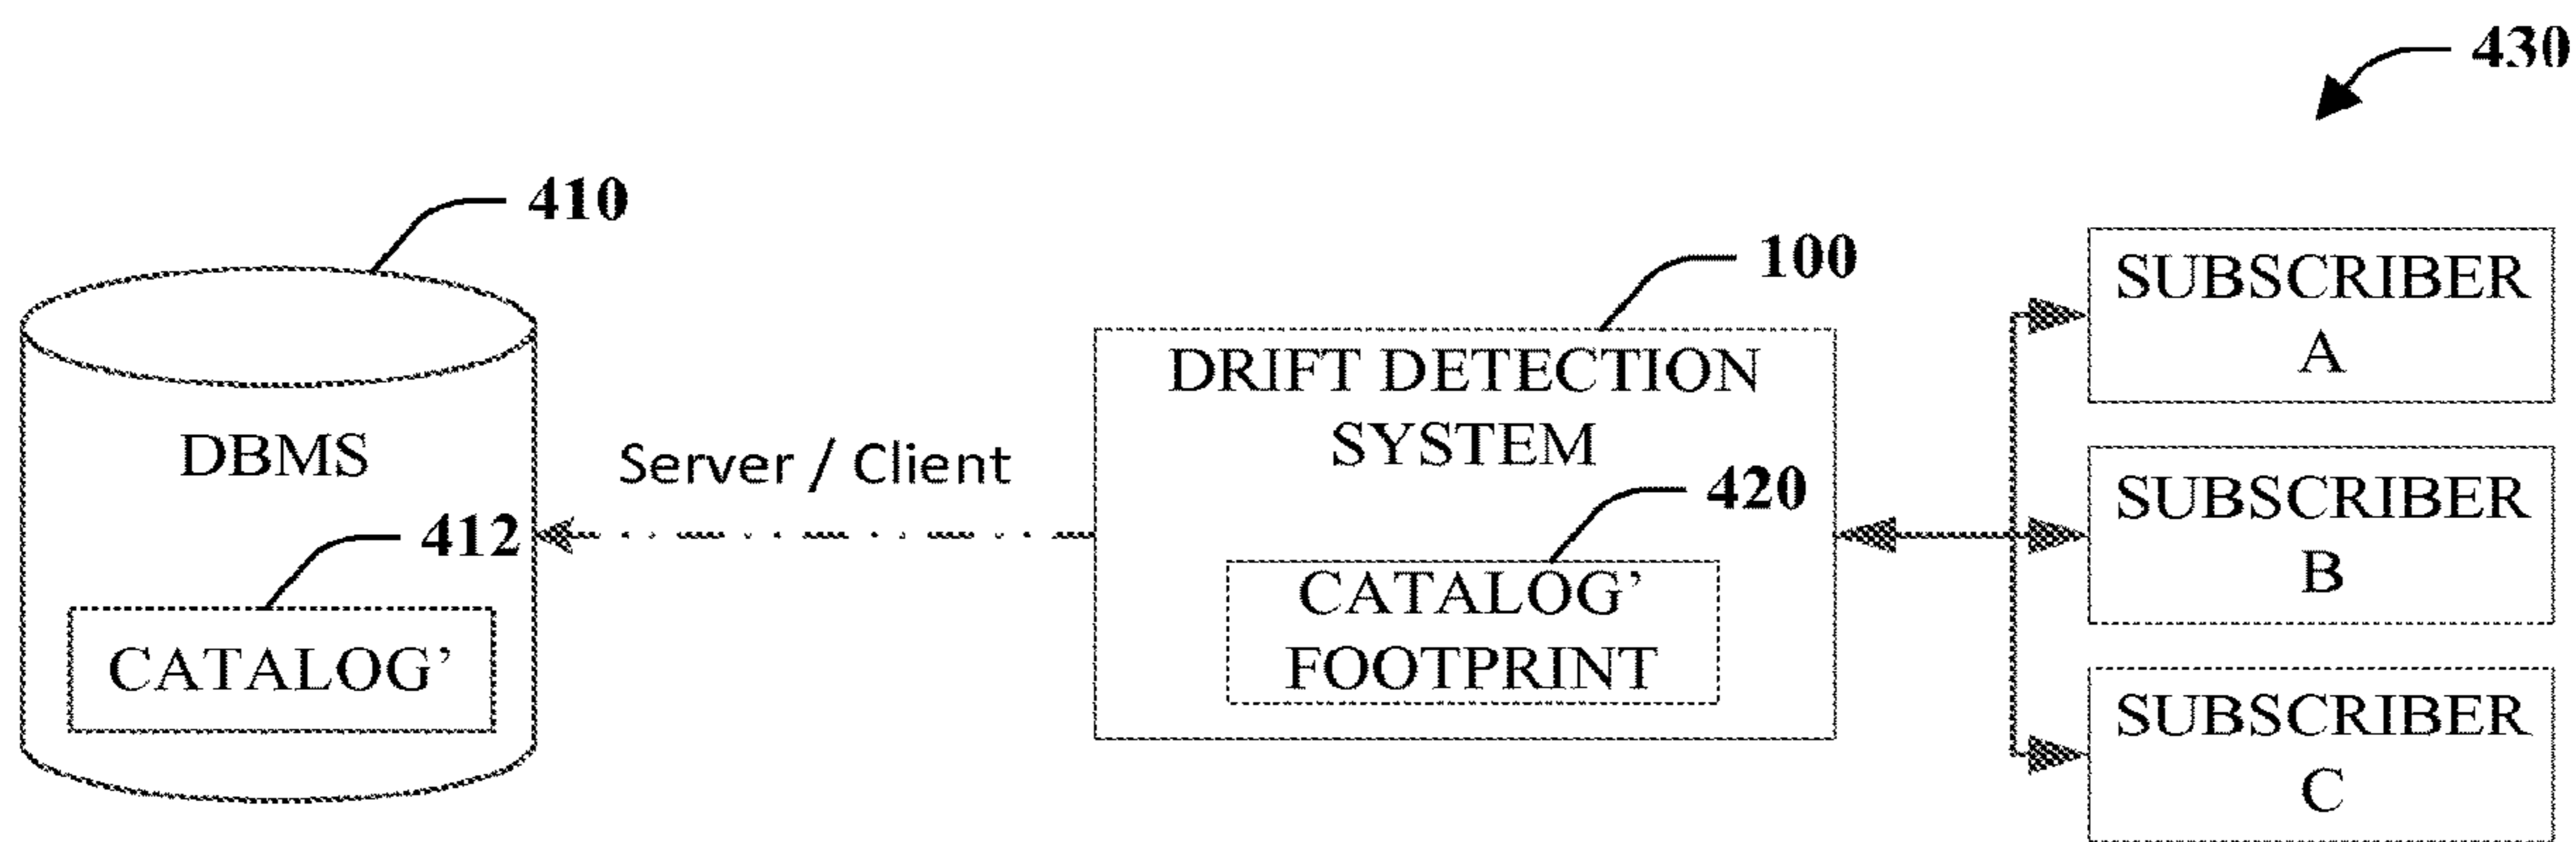 430
410
100
SUBSCRIBER
A
DRIFT DETECTION
SYSTEM
DBMS
Server / Client
420
SUBSCRIBER
B
412
CATALOG’
FOOTPRINT
CATALOG’
SUBSCRIBER
C